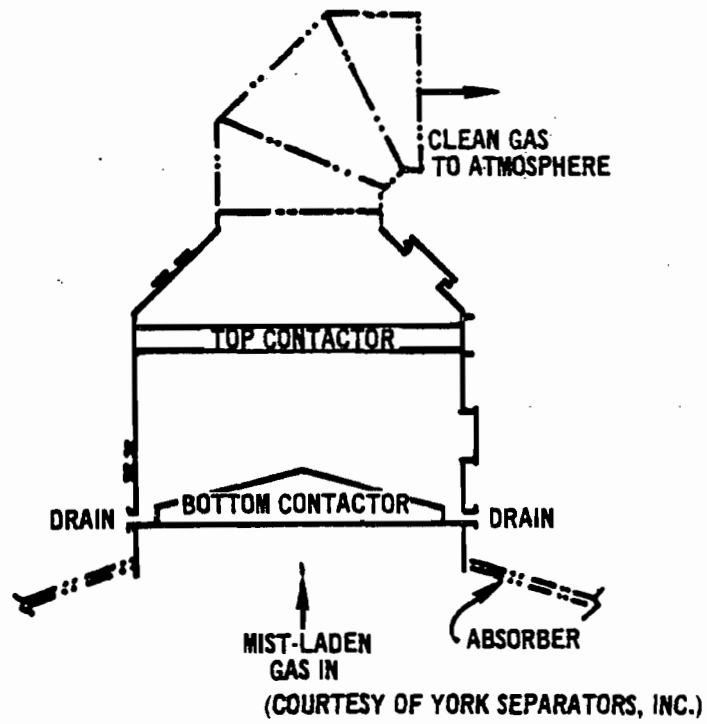 CLEAN GAS
TO ATMOSPHERE
TOP CONTACTOR
BOTTOM CONTACTOR
DRAIN
DRAIN
MIST-LADEN
GAS IN
ABSORBER
(COURTESY OF YORK SEPARATORS, INC.)